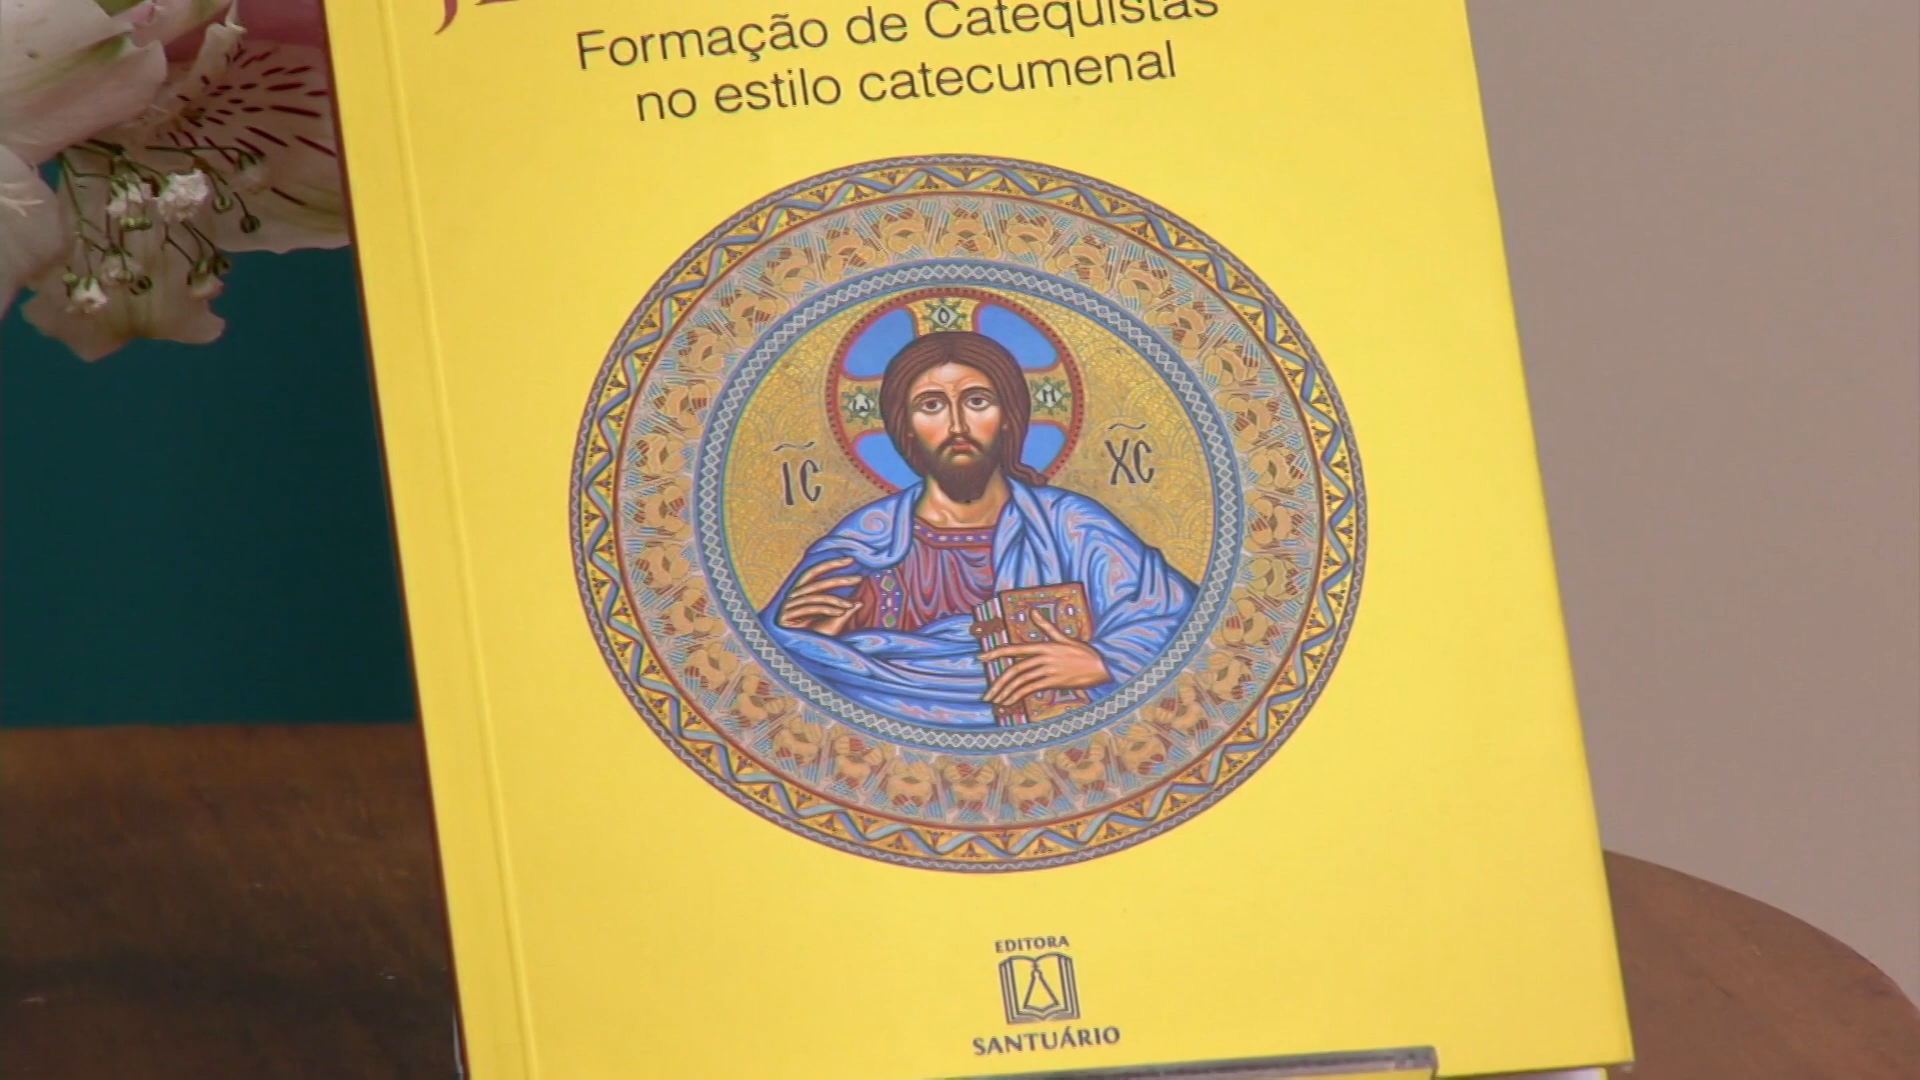 Formação de Catequistas
no estilo catecumenal
IC XC
EDITORA
SANTUÁRIO